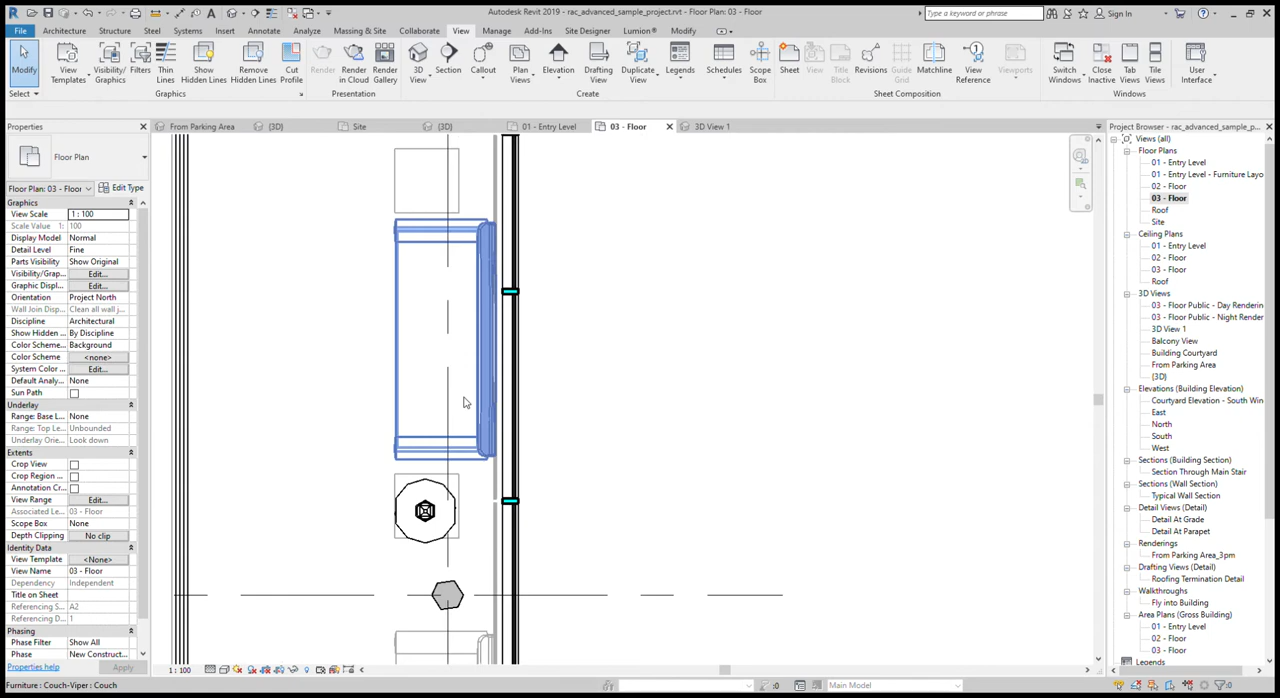 Autodesk Revit 2019 - rac_advanced_sample_project.rvt - Floor Plan: 03 - Floor
Type a keyword or phrase
Sign In
File Architecture Structure Steel Systems Insert Annotate Analyze Massing & Site Collaborate View Manage Add-Ins Site Designer Lumion® Modify
Modify
View Templates
Visibility/ Graphics
Filters
Thin Lines
Show Hidden Lines
Remove Hidden Lines
Cut Profile
Render
Render in Cloud
Render Gallery
3D View
Section
Callout
Plan Views
Elevation
Drafting View
Duplicate View
Legends
Schedules
Scope Box
Sheet
View
Title Block
Revisions
Guide Grid
Matchline
View Reference
Viewports
Switch Windows
Close Inactive
Tab Views
Tile Views
User Interface
Select
Graphics
Presentation
Create
Sheet Composition
Windows
Properties
From Parking Area
{3D}
Site
{3D}
01 - Entry Level
03 - Floor
3D View 1
Project Browser - rac_advanced_sample_p...
Floor Plan
Floor Plan: 03 - Floor
Edit Type
Graphics
View Scale 1 : 100
Scale Value 1: 100
Display Model Normal
Detail Level Fine
Parts Visibility Show Original
Visibility/Grap... Edit...
Graphic Displ... Edit...
Orientation Project North
Wall Join Disp... Clean all wall j...
Discipline Architectural
Show Hidden ... By Discipline
Color Scheme... Background
Color Scheme <none>
System Color ... Edit...
Default Analy... None
Sun Path
Underlay
Range: Base L... None
Range: Top Le... Unbounded
Underlay Orie... Look down
Extents
Crop View
Crop Region ...
Annotation Cr...
View Range Edit...
Associated Le... 03 - Floor
Scope Box None
Depth Clipping No clip
Identity Data
View Template <None>
View Name 03 - Floor
Dependency Independent
Title on Sheet
Referencing S... A2
Referencing D... 1
Phasing
Phase Filter Show All
Phase New Construc...
Properties help
Apply
Views (all)
Floor Plans
01 - Entry Level
01 - Entry Level - Furniture Layo
02 - Floor
03 - Floor
Roof
Site
Ceiling Plans
01 - Entry Level
02 - Floor
03 - Floor
Roof
3D Views
03 - Floor Public - Day Renderin
03 - Floor Public - Night Render
3D View 1
Balcony View
Building Courtyard
From Parking Area
{3D}
Elevations (Building Elevation)
Courtyard Elevation - South Win
East
North
South
West
Sections (Building Section)
Section Through Main Stair
Sections (Wall Section)
Typical Wall Section
Detail Views (Detail)
Detail At Grade
Detail At Parapet
Renderings
From Parking Area_3pm
Drafting Views (Detail)
Roofing Termination Detail
Walkthroughs
Fly into Building
Area Plans (Gross Building)
01 - Entry Level
02 - Floor
03 - Floor
Legends
1 : 100
Furniture : Couch-Viper : Couch
:0
Main Model
:0